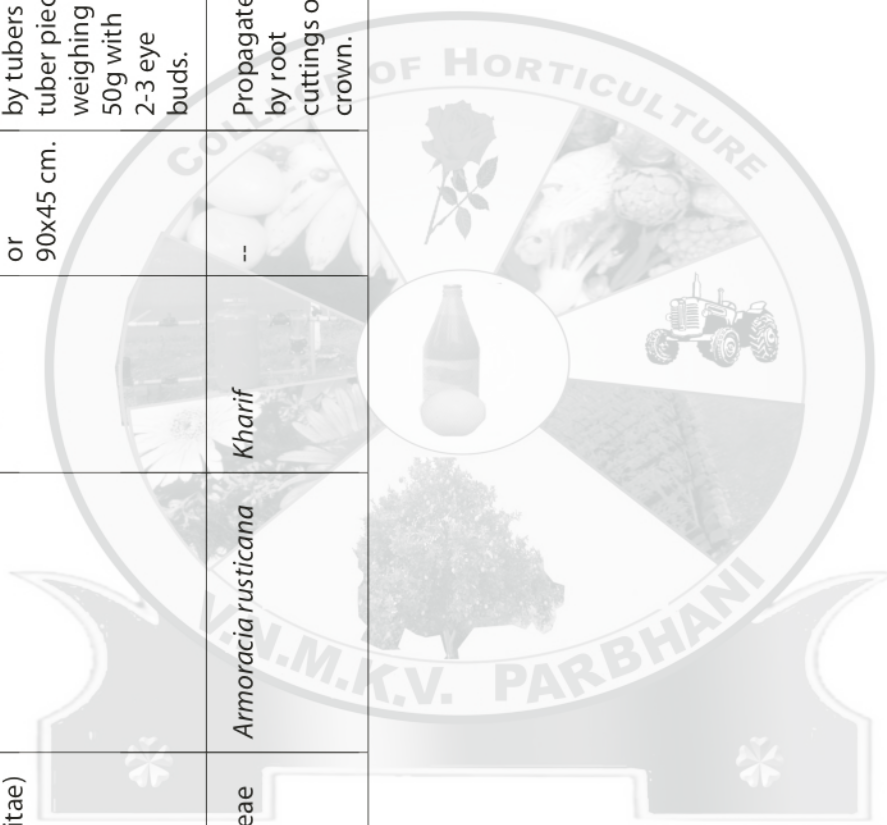 itae)
or
90x45 cm.
by tubers
tuber piec
weighing
50g with
2-3 eye
buds.
eae
Armoracia rusticana
Kharif
--
Propagate
by root
cuttings o
crown.
COLLEGE OF HORTICULTURE
V.N.M.K.V. PARBHANI